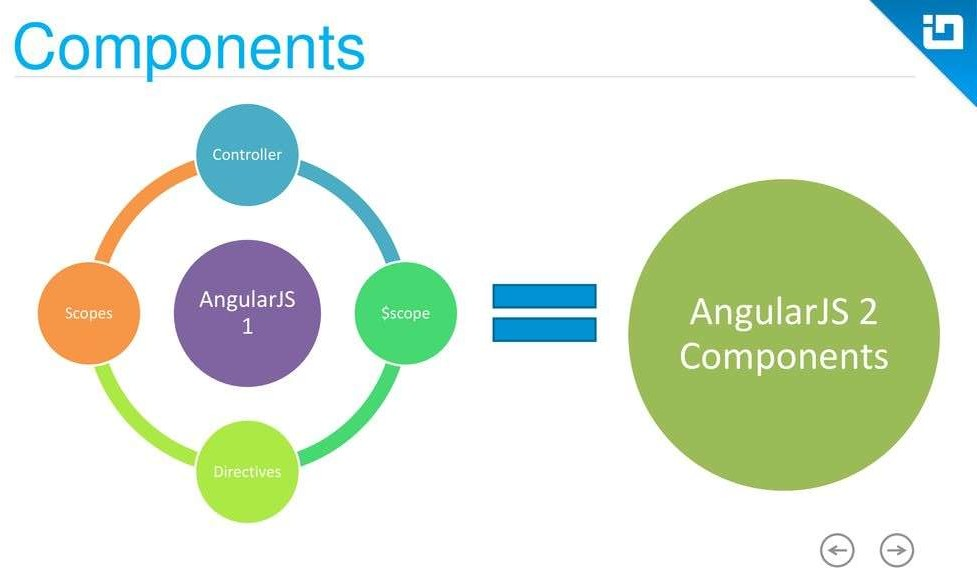 Components
Controller
Scopes
AngularJS
1
$scope
Directives
AngularJS 2
Components